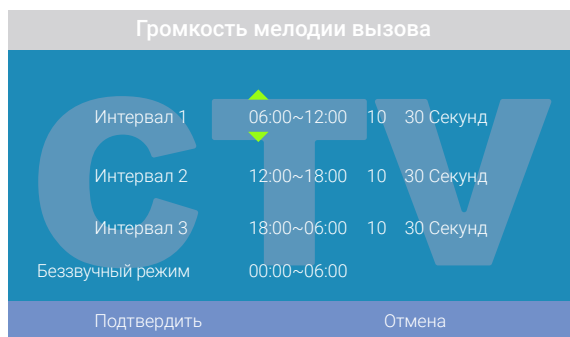 Громкость мелодии вызова
Интервал 1 06:00~12:00 10 30 Секунд
Интервал 2 12:00~18:00 10 30 Секунд
Интервал 3 18:00~06:00 10 30 Секунд
Беззвучный режим 00:00~06:00
Подтвердить Отмена
CTV